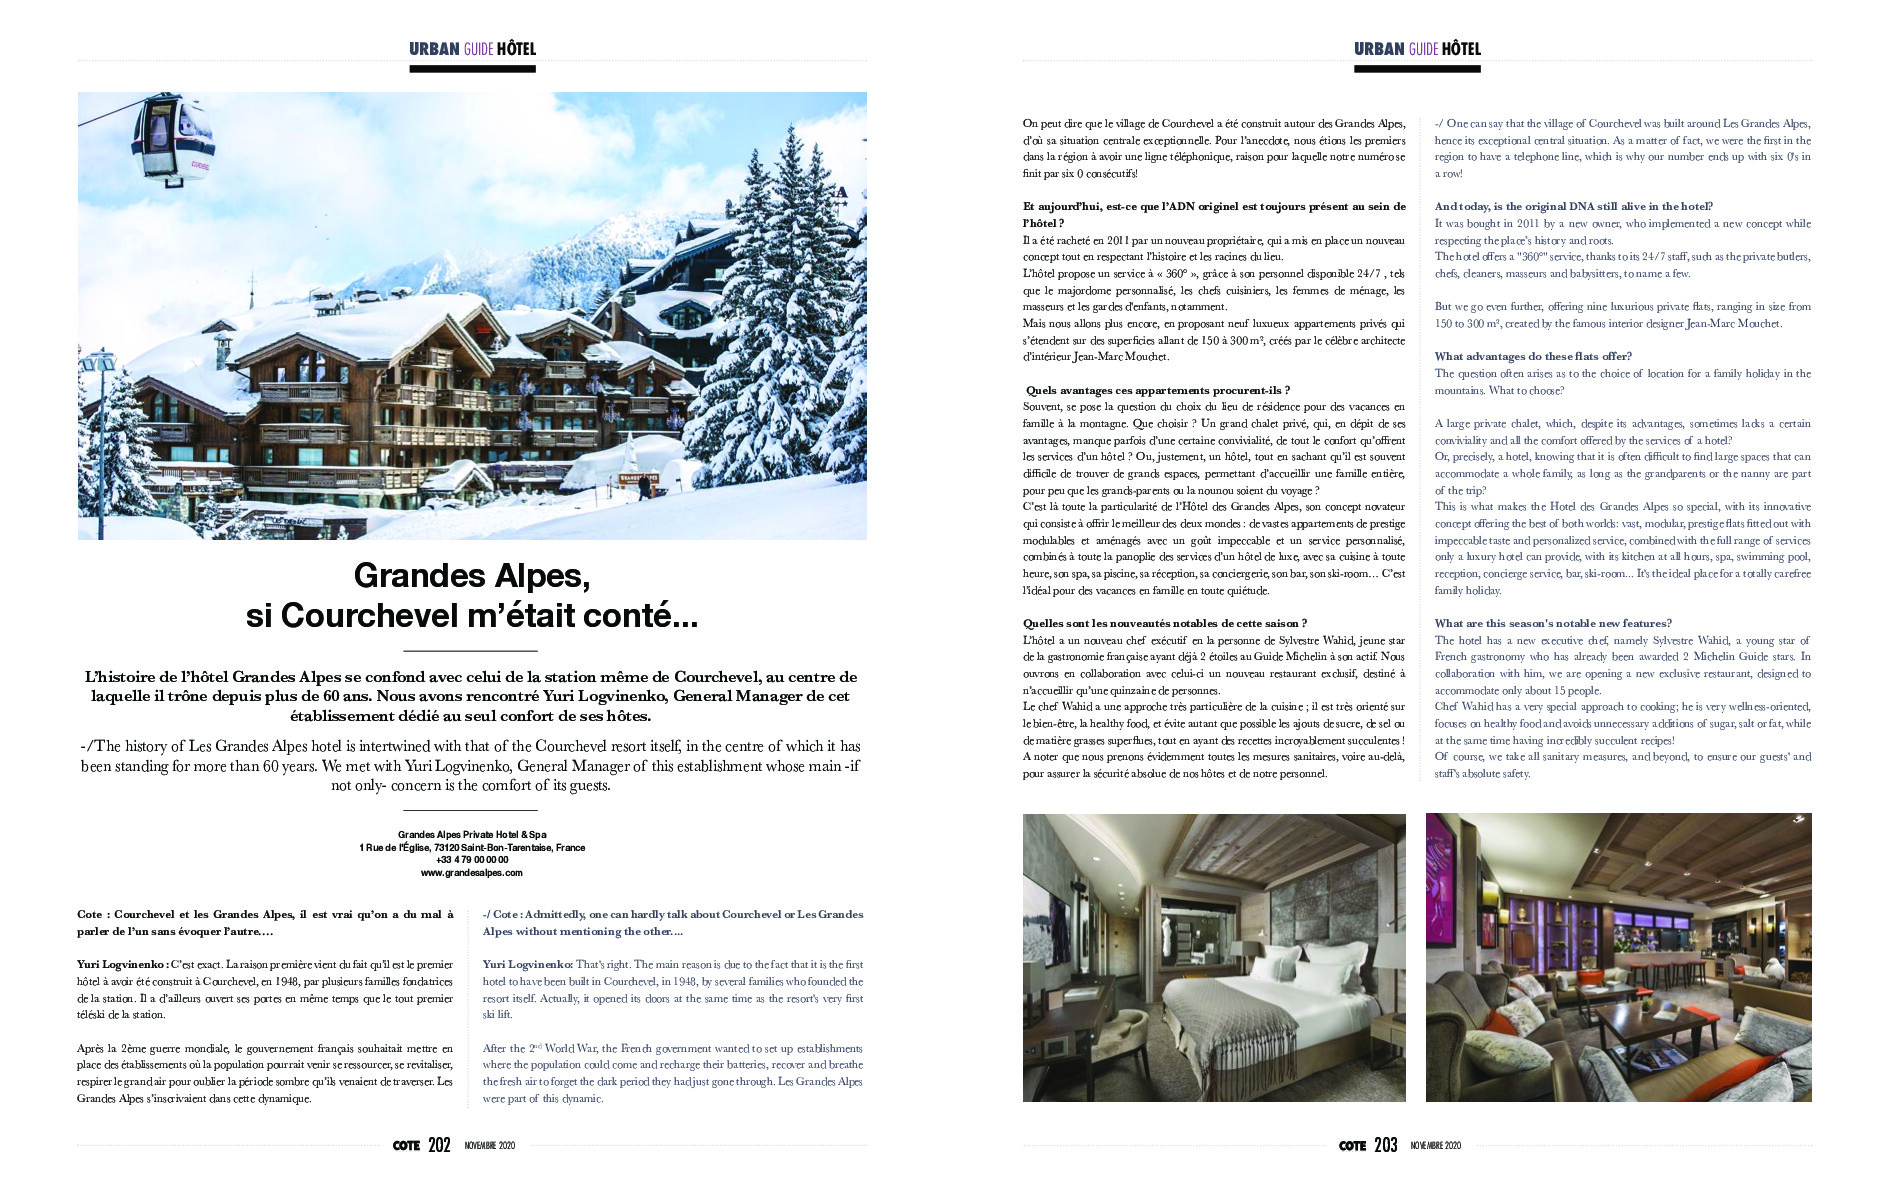 URBAN GUIDE HÔTEL
Grandes Alpes,
si Courchevel m'était conté...
L'histoire de l'hôtel Grandes Alpes se confond avec celui de la station même de Courchevel, au centre de
laquelle il trône depuis plus de 60 ans. Nous avons rencontré Yuri Logvinenko, General Manager de cet
établissement dédié au seul confort de ses hôtes.
-/The history of Les Grandes Alpes hotel is intertwined with that of the Courchevel resort itself, in the centre of which it has
been standing for more than 60 years. We met with Yuri Logvinenko, General Manager of this establishment whose main -if
not only- concern is the comfort of its guests.
Grandes Alpes Private Hotel & Spa
1 Rue de l'Église, 73120 Saint-Bon-Tarentaise, France
+33 4 79 00 00 00
www.grandesalpes.com
Cote : Courchevel et les Grandes Alpes, il est vrai qu'on a du mal à
parler de l'un sans évoquer l'autre....
Yuri Logvinenko : C'est exact. La raison première vient du fait qu'il est le premier
hôtel à avoir été construit à Courchevel, en 1948, par plusieurs familles fondatrices
de la station. Il a d'ailleurs ouvert ses portes en même temps que le tout premier
téléski de la station.
Après la 2ème guerre mondiale, le gouvernement français souhaitait mettre en
place des établissements où la population pourrait venir se ressourcer, se revitaliser,
respirer le grand air pour oublier la période sombre qu'ils venaient de traverser. Les
Grandes Alpes s'inscrivaient dans cette dynamique.
-/ Cote : Admittedly, one can hardly talk about Courchevel or Les Grandes
Alpes without mentioning the other....
Yuri Logvinenko: That's right. The main reason is due to the fact that it is the first
hotel to have been built in Courchevel, in 1948, by several families who founded the
resort itself. Actually, it opened its doors at the same time as the resort's very first
ski lift.
After the 2nd World War, the French government wanted to set up establishments
where the population could come and recharge their batteries, recover and breathe
the fresh air to forget the dark period they had just gone through. Les Grandes Alpes
were part of this dynamic.
COTE 202 NOVEMBRE 2020
URBAN GUIDE HÔTEL
On peut dire que le village de Courchevel a été construit autour des Grandes Alpes,
d'où sa situation centrale exceptionnelle. Pour l'anecdote, nous étions les premiers
dans la région à avoir une ligne téléphonique, raison pour laquelle notre numéro se
finit par six 0 consécutifs!
Et aujourd'hui, est-ce que l'ADN originel est toujours présent au sein de
l'hôtel ?
Il a été racheté en 2011 par un nouveau propriétaire, qui a mis en place un nouveau
concept tout en respectant l'histoire et les racines du lieu.
L'hôtel propose un service à « 360° », grâce à son personnel disponible 24/7 , tels
que le majordome personnalisé, les chefs cuisiniers, les femmes de ménage, les
masseurs et les gardes d'enfants, notamment.
Mais nous allons plus encore, en proposant neuf luxueux appartements privés qui
s'étendent sur des superficies allant de 150 à 300 m², créés par le célèbre architecte
d'intérieur Jean-Marc Mouchet.
Quels avantages ces appartements procurent-ils ?
Souvent, se pose la question du choix du lieu de résidence pour des vacances en
famille à la montagne. Que choisir ? Un grand chalet privé, qui, en dépit de ses
avantages, manque parfois d'une certaine convivialité, de tout le confort qu'offrent
les services d'un hôtel ? Ou, justement, un hôtel, tout en sachant qu'il est souvent
difficile de trouver de grands espaces, permettant d'accueillir une famille entière,
pour peu que les grands-parents ou la nounou soient du voyage ?
C'est là toute la particularité de l'Hôtel des Grandes Alpes, son concept novateur
qui consiste à offrir le meilleur des deux mondes : de vastes appartements de prestige
modulables et aménagés avec un goût impeccable et un service personnalisé,
combinés à toute la panoplie des services d'un hôtel de luxe, avec sa cuisine à toute
heure, son spa, sa piscine, sa réception, sa conciergerie, son bar, son ski-room… C'est
l'idéal pour des vacances en famille en toute quiétude.
Quelles sont les nouveautés notables de cette saison ?
L'hôtel a un nouveau chef exécutif en la personne de Sylvestre Wahid, jeune star
de la gastronomie française ayant déjà 2 étoiles au Guide Michelin à son actif. Nous
ouvrons en collaboration avec celui-ci un nouveau restaurant exclusif, destiné à
n'accueillir qu'une quinzaine de personnes.
Le chef Wahid a une approche très particulière de la cuisine ; il est très orienté sur
le bien-être, la healthy food, et évite autant que possible les ajouts de sucre, de sel ou
de matière grasses superflues, tout en ayant des recettes incroyablement succulentes !
A noter que nous prenons évidemment toutes les mesures sanitaires, voire au-delà,
pour assurer la sécurité absolue de nos hôtes et de notre personnel.
-/ One can say that the village of Courchevel was built around Les Grandes Alpes,
hence its exceptional central situation. As a matter of fact, we were the first in the
region to have a telephone line, which is why our number ends up with six 0's in
a row!
And today, is the original DNA still alive in the hotel?
It was bought in 2011 by a new owner, who implemented a new concept while
respecting the place's history and roots.
The hotel offers a "360°" service, thanks to its 24/7 staff, such as the private butlers,
chefs, cleaners, masseurs and babysitters, to name a few.
But we go even further, offering nine luxurious private flats, ranging in size from
150 to 300 m², created by the famous interior designer Jean-Marc Mouchet.
What advantages do these flats offer?
The question often arises as to the choice of location for a family holiday in the
mountains. What to choose?
A large private chalet, which, despite its advantages, sometimes lacks a certain
conviviality and all the comfort offered by the services of a hotel?
Or, precisely, a hotel, knowing that it is often difficult to find large spaces that can
accommodate a whole family, as long as the grandparents or the nanny are part
of the trip?
This is what makes the Hotel des Grandes Alpes so special, with its innovative
concept offering the best of both worlds: vast, modular, prestige flats fitted out with
impeccable taste and personalized service, combined with the full range of services
only a luxury hotel can provide, with its kitchen at all hours, spa, swimming pool,
reception, concierge service, bar, ski-room... It's the ideal place for a totally carefree
family holiday.
What are this season's notable new features?
The hotel has a new executive chef, namely Sylvestre Wahid, a young star of
French gastronomy who has already been awarded 2 Michelin Guide stars. In
collaboration with him, we are opening a new exclusive restaurant, designed to
accommodate only about 15 people.
Chef Wahid has a very special approach to cooking; he is very wellness-oriented,
focuses on healthy food and avoids unnecessary additions of sugar, salt or fat, while
at the same time having incredibly succulent recipes!
Of course, we take all sanitary measures, and beyond, to ensure our guests' and
staff's absolute safety.
COTE 203 NOVEMBRE 2020